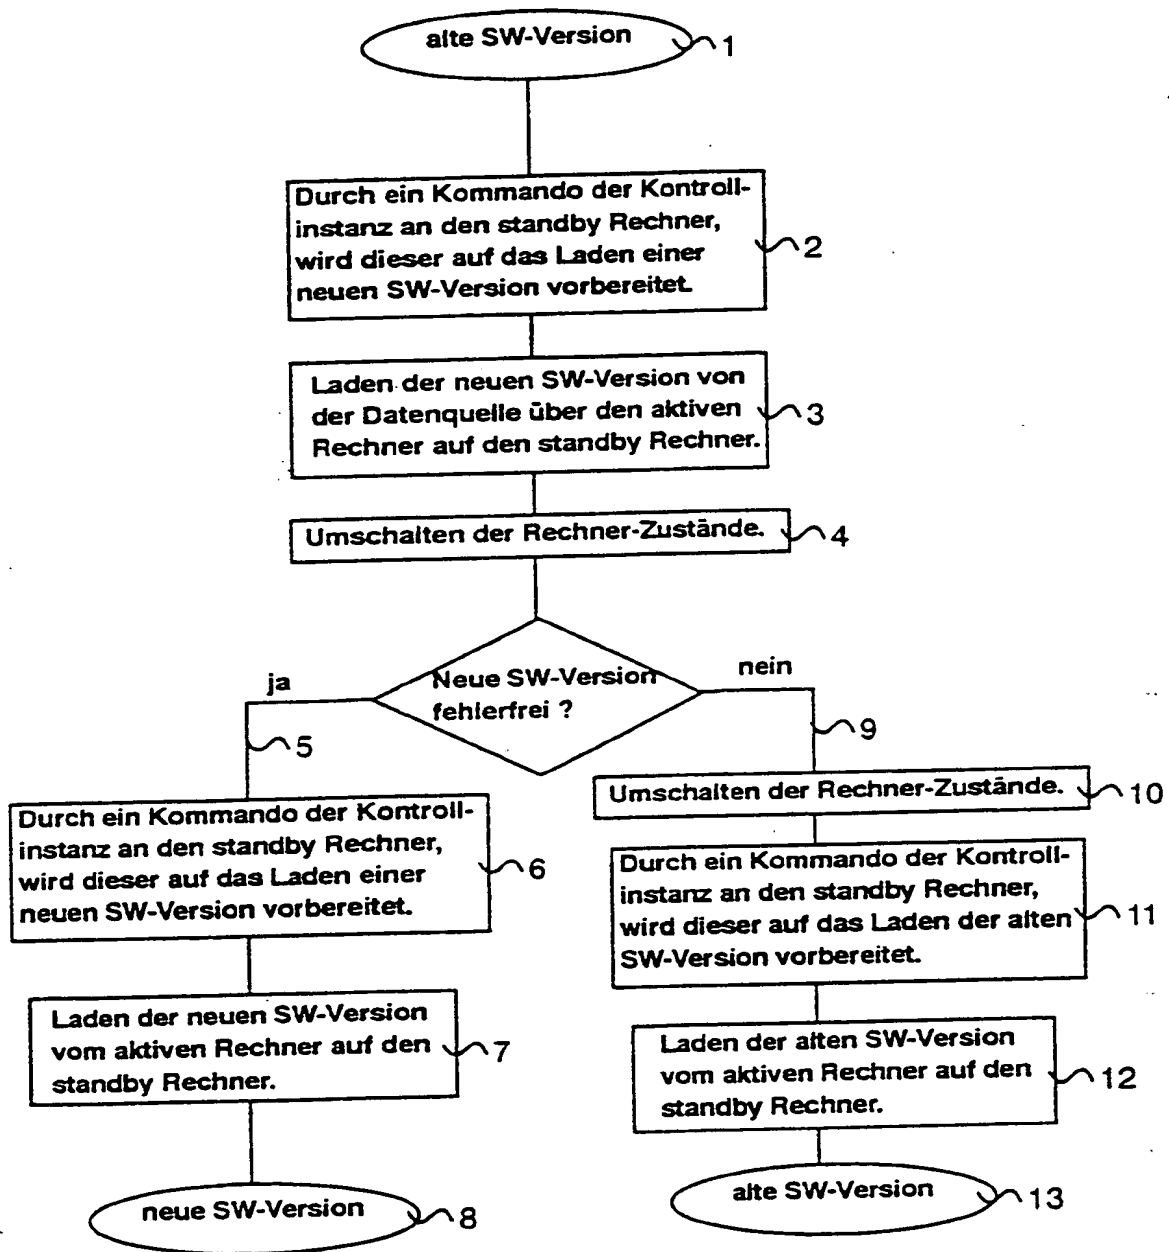 alte SW-Version
1
Durch ein Kommando der Kontroll-
instanz an den standby Rechner,
wird dieser auf das Laden einer
neuen SW-Version vorbereitet.
2
Laden der neuen SW-Version von
der Datenquelle über den aktiven
Rechner auf den standby Rechner.
3
Umschalten der Rechner-Zustände.
4
Neue SW-Version
fehlerfrei ?
ja
nein
5
9
Durch ein Kommando der Kontroll-
instanz an den standby Rechner,
wird dieser auf das Laden einer
neuen SW-Version vorbereitet.
6
Laden der neuen SW-Version
vom aktiven Rechner auf den
standby Rechner.
7
neue SW-Version
8
Umschalten der Rechner-Zustände.
10
Durch ein Kommando der Kontroll-
instanz an den standby Rechner,
wird dieser auf das Laden der alten
SW-Version vorbereitet.
11
Laden der alten SW-Version
vom aktiven Rechner auf den
standby Rechner.
12
alte SW-Version
13